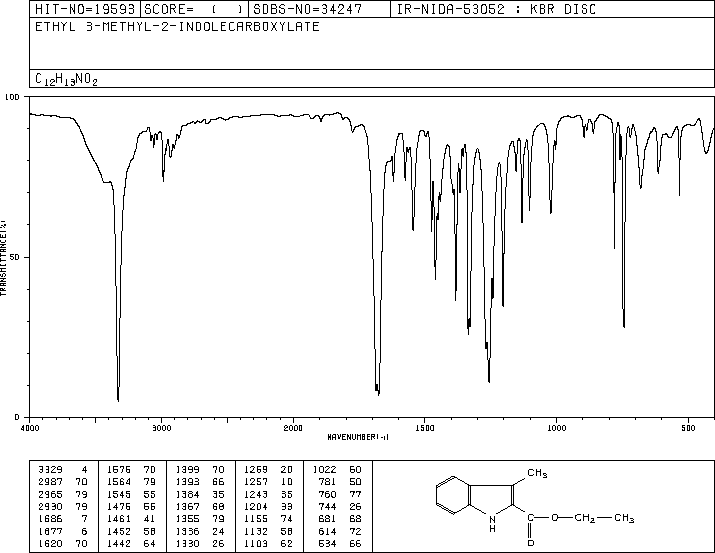 HIT-NO=19593 SCORE= ( ) SDBS-NO=34247 IR-NIDA-53052 : KBR DISC
ETHYL 3-METHYL-2-INDOLECARBOXYLATE
C12H13NO2
100
50
0
TRANSMITTANCE(%)
4000 3000 2000 1500 1000 500
WAVENUMBER(-1)
3329 4 1576 70 1399 70 1269 20 1022 60
2987 70 1564 79 1393 66 1257 10 781 50
2965 79 1545 55 1384 35 1243 35 760 77
2930 79 1476 55 1367 68 1204 33 744 26
1686 7 1461 41 1355 79 1155 74 681 68
1677 6 1452 58 1336 24 1132 58 614 72
1620 70 1442 64 1330 26 1103 62 534 66
CH3
N
H
C
O
O
CH2
CH3